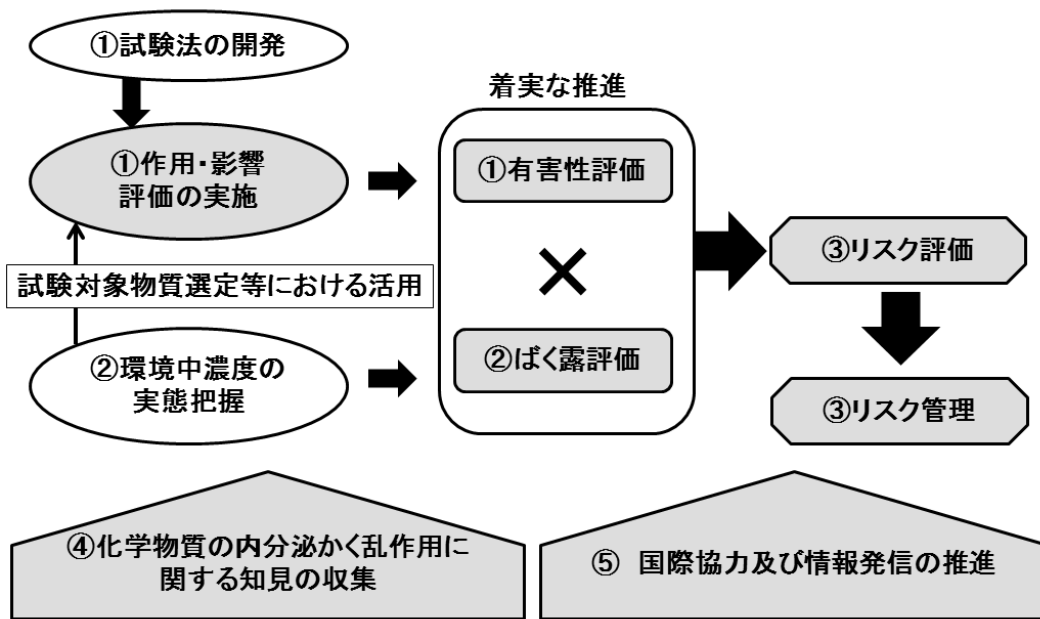 ①試験法の開発
①作用・影響
評価の実施
試験対象物質選定等における活用
②環境中濃度の
実態把握
着実な推進
①有害性評価
×
②ばく露評価
③リスク評価
③リスク管理
④化学物質の内分泌かく乱作用に
関する知見の収集
⑤ 国際協力及び情報発信の推進